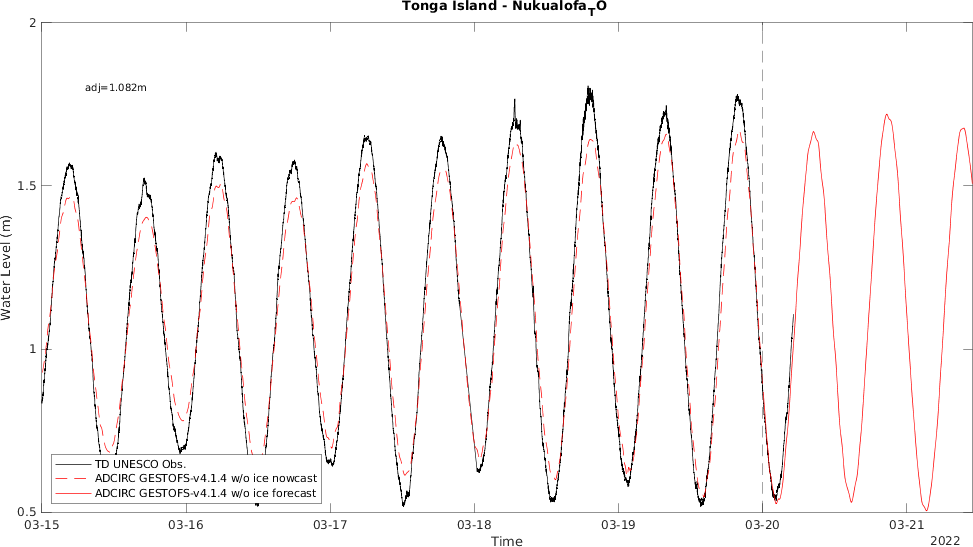 Tonga Island - Nukualofa_TO
2
adj=1.082m
1.5
Water Level (m)
1
TD UNESCO Obs.
ADCIRC GESTOFS-v4.1.4 w/o ice nowcast
ADCIRC GESTOFS-v4.1.4 w/o ice forecast
0.5
03-15 03-16 03-17 03-18 03-19 03-20 03-21
Time
2022